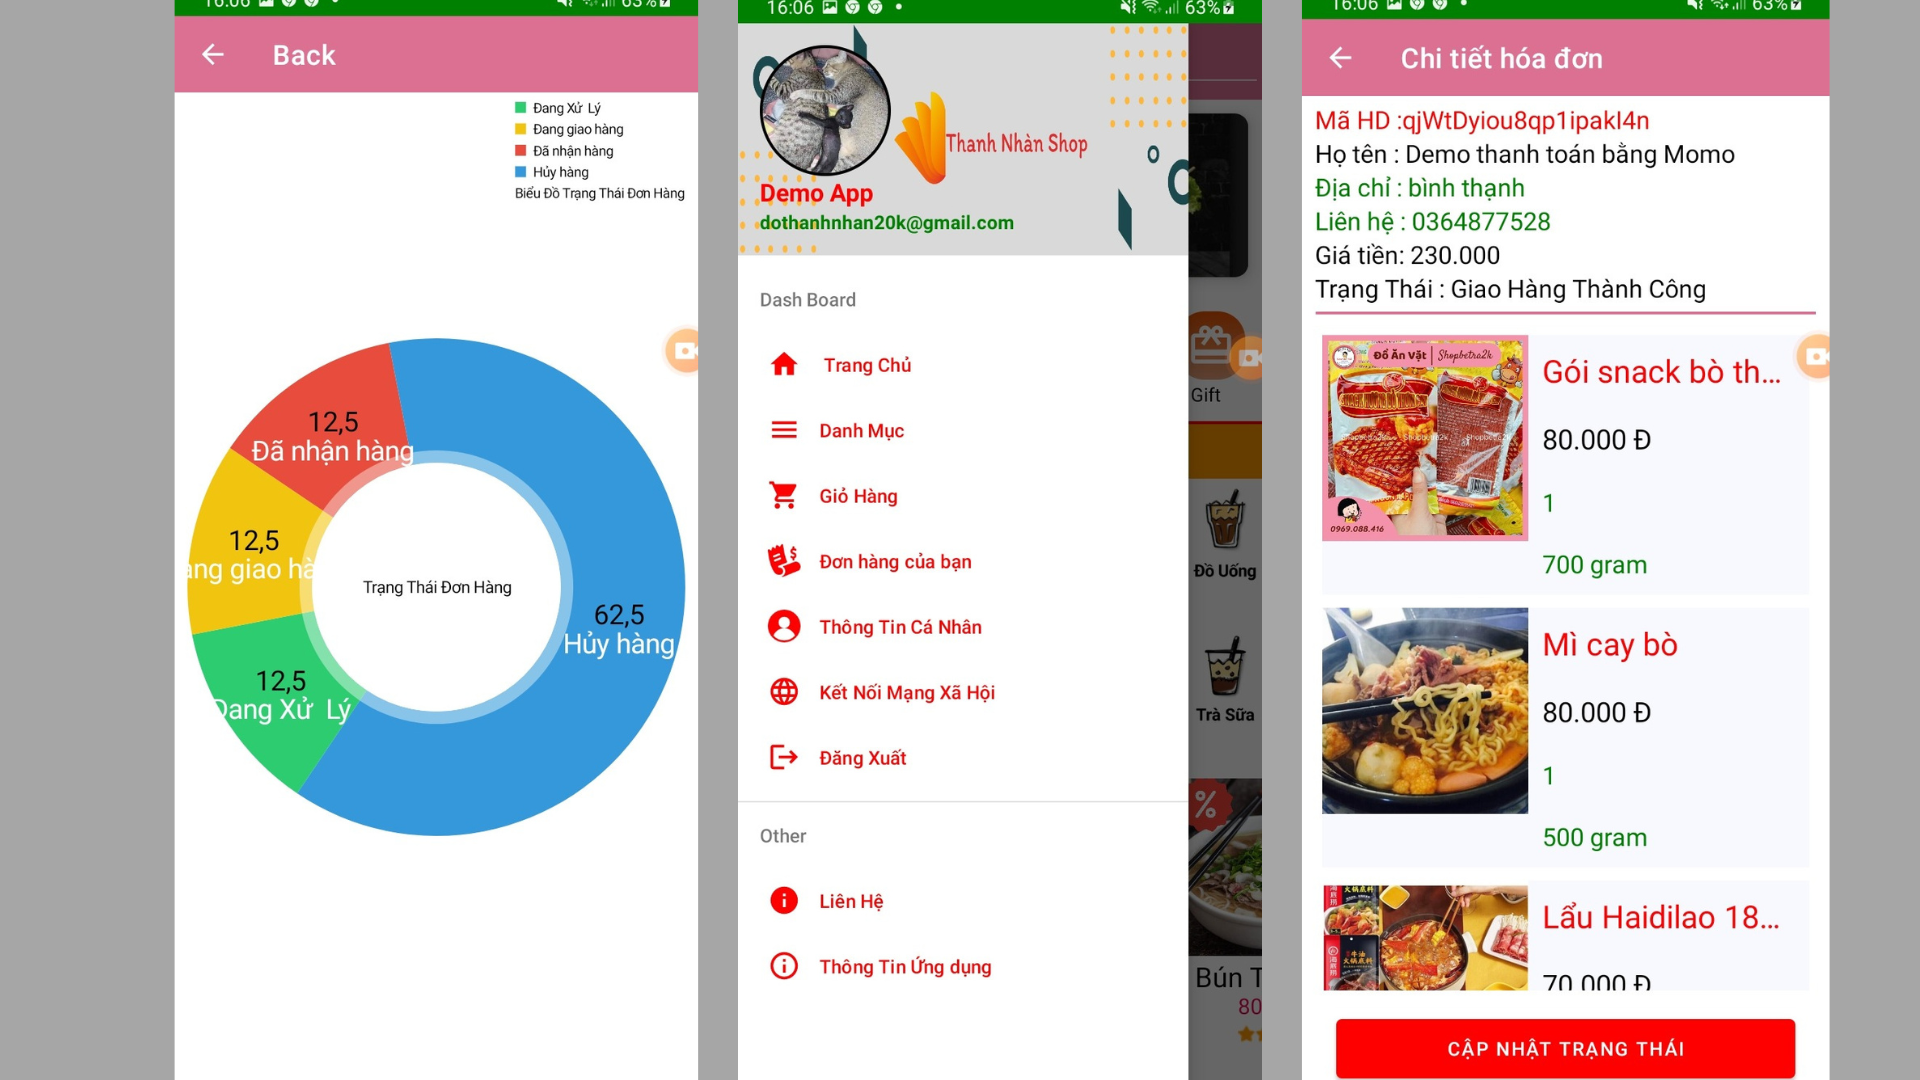 16:06 63%
Back
Đang Xử Lý
Đang giao hàng
Đã nhận hàng
Hủy hàng
Biểu Đồ Trạng Thái Đơn Hàng
12,5
Đã nhận hàng
12,5
ang giao hà
Trạng Thái Đơn Hàng
62,5
Hủy hàng
12,5
Đang Xử Lý
16:06 63%
Thanh Nhàn Shop
Demo App
dothanhnhan20k@gmail.com
Dash Board
Trang Chủ
Danh Mục
Giỏ Hàng
Đơn hàng của bạn
Thông Tin Cá Nhân
Kết Nối Mạng Xã Hội
Đăng Xuất
Other
Liên Hệ
Thông Tin Ứng dụng
Gift
Đồ Uống
Trà Sữa
%
Bún T
80
16:06 63%
Chi tiết hóa đơn
Mã HD :qjWtDyiou8qp1ipakI4n
Họ tên : Demo thanh toán bằng Momo
Địa chỉ : bình thạnh
Liên hệ : 0364877528
Giá tiền: 230.000
Trạng Thái : Giao Hàng Thành Công
Đồ Ăn Vặt Shopbetra2k
0969.088.416
Gói snack bò th...
80.000 Đ
1
700 gram
Mì cay bò
80.000 Đ
1
500 gram
Lẩu Haidilao 18...
70.000 Đ
CẬP NHẬT TRẠNG THÁI